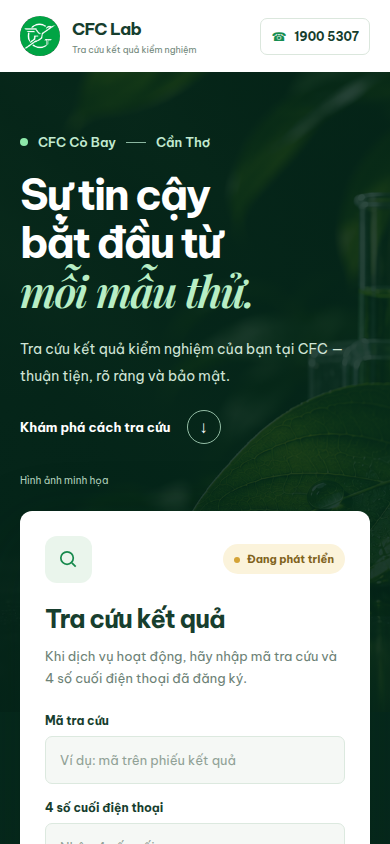 CFC Lab
Tra cứu kết quả kiểm nghiệm
☎ 1900 5307
CFC Cò Bay — Cần Thơ
Sự tin cậy
bắt đầu từ
mỗi mẫu thử.
Tra cứu kết quả kiểm nghiệm của bạn tại CFC —
thuận tiện, rõ ràng và bảo mật.
Khám phá cách tra cứu ↓
Hình ảnh minh họa
Đang phát triển
Tra cứu kết quả
Khi dịch vụ hoạt động, hãy nhập mã tra cứu và
4 số cuối điện thoại đã đăng ký.
Mã tra cứu
Ví dụ: mã trên phiếu kết quả
4 số cuối điện thoại